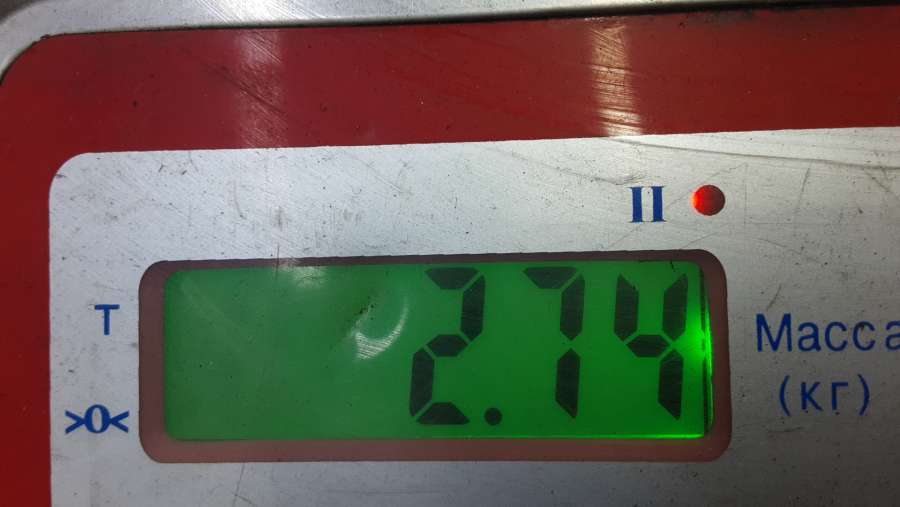 II
2.74
T
Масса
(кг)
>0<